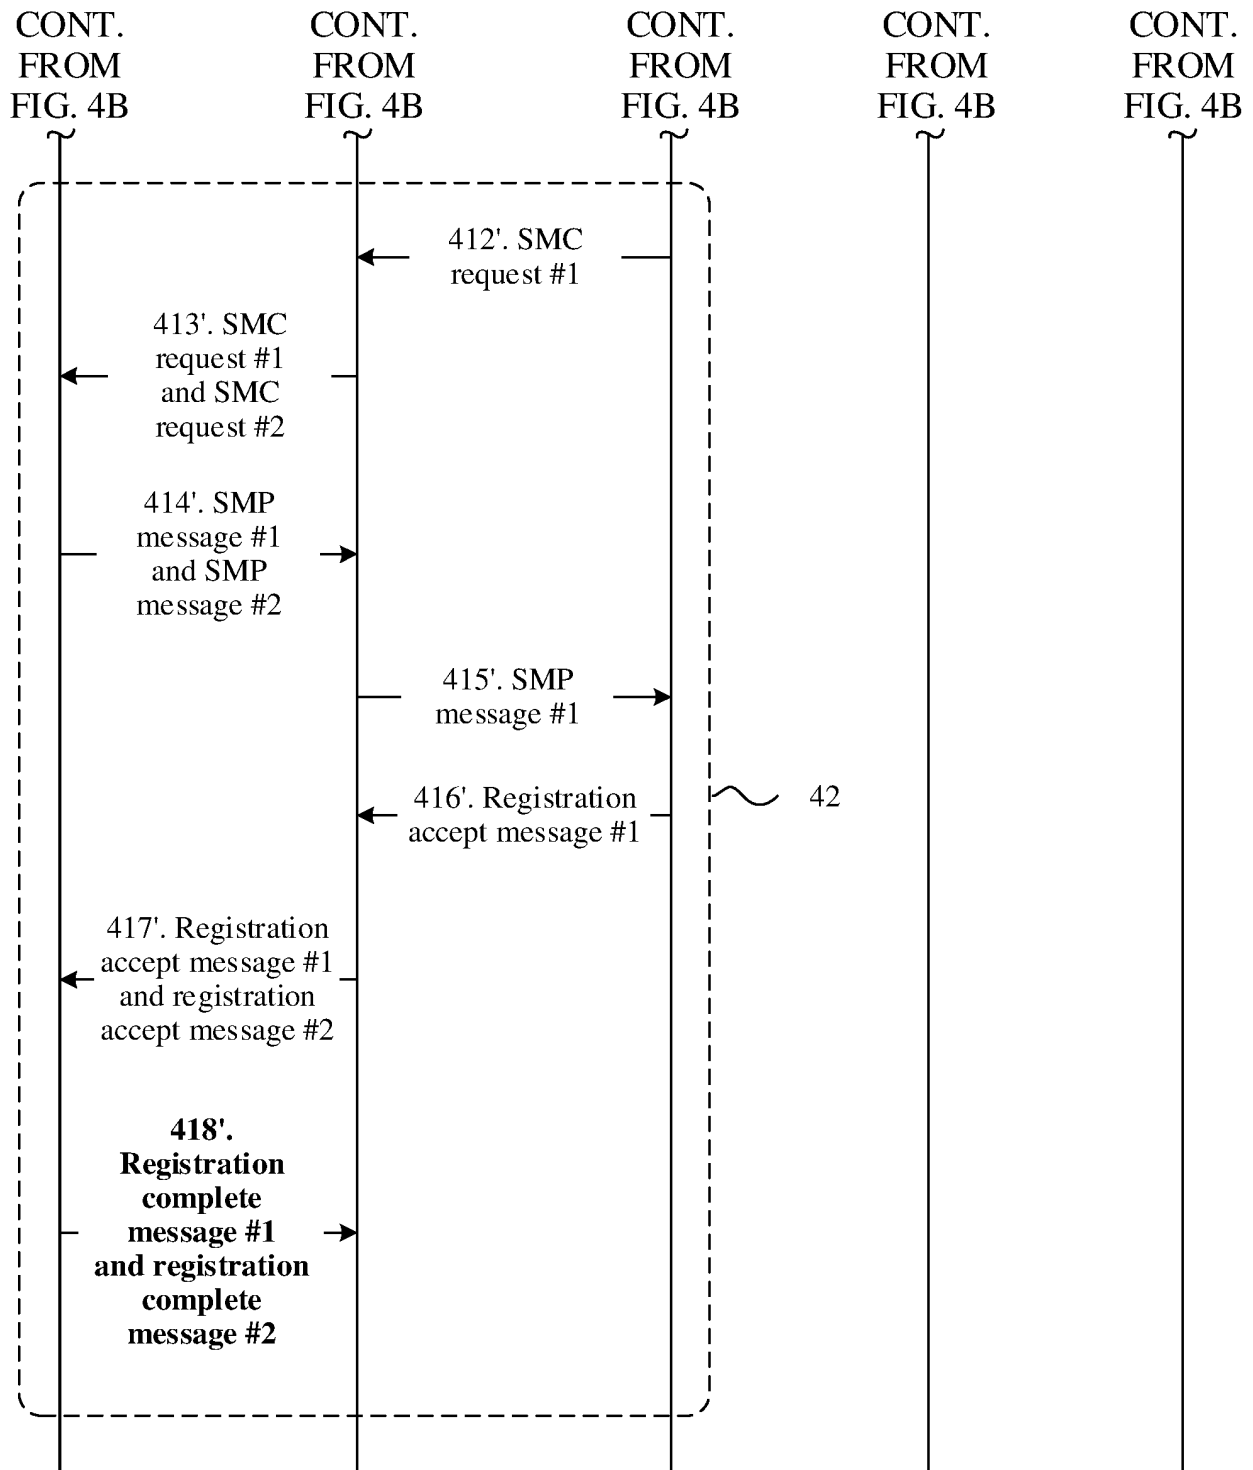 CONT.
FROM
FIG. 4B
CONT.
FROM
FIG. 4B
CONT.
FROM
FIG. 4B
CONT.
FROM
FIG. 4B
CONT.
FROM
FIG. 4B
412'. SMC
request #1
413'. SMC
request #1
and SMC
request #2
414'. SMP
message #1
and SMP
message #2
415'. SMP
message #1
42
416'. Registration
accept message #1
417'. Registration
accept message #1
and registration
accept message #2
418'.
Registration
complete
message #1
and registration
complete
message #2